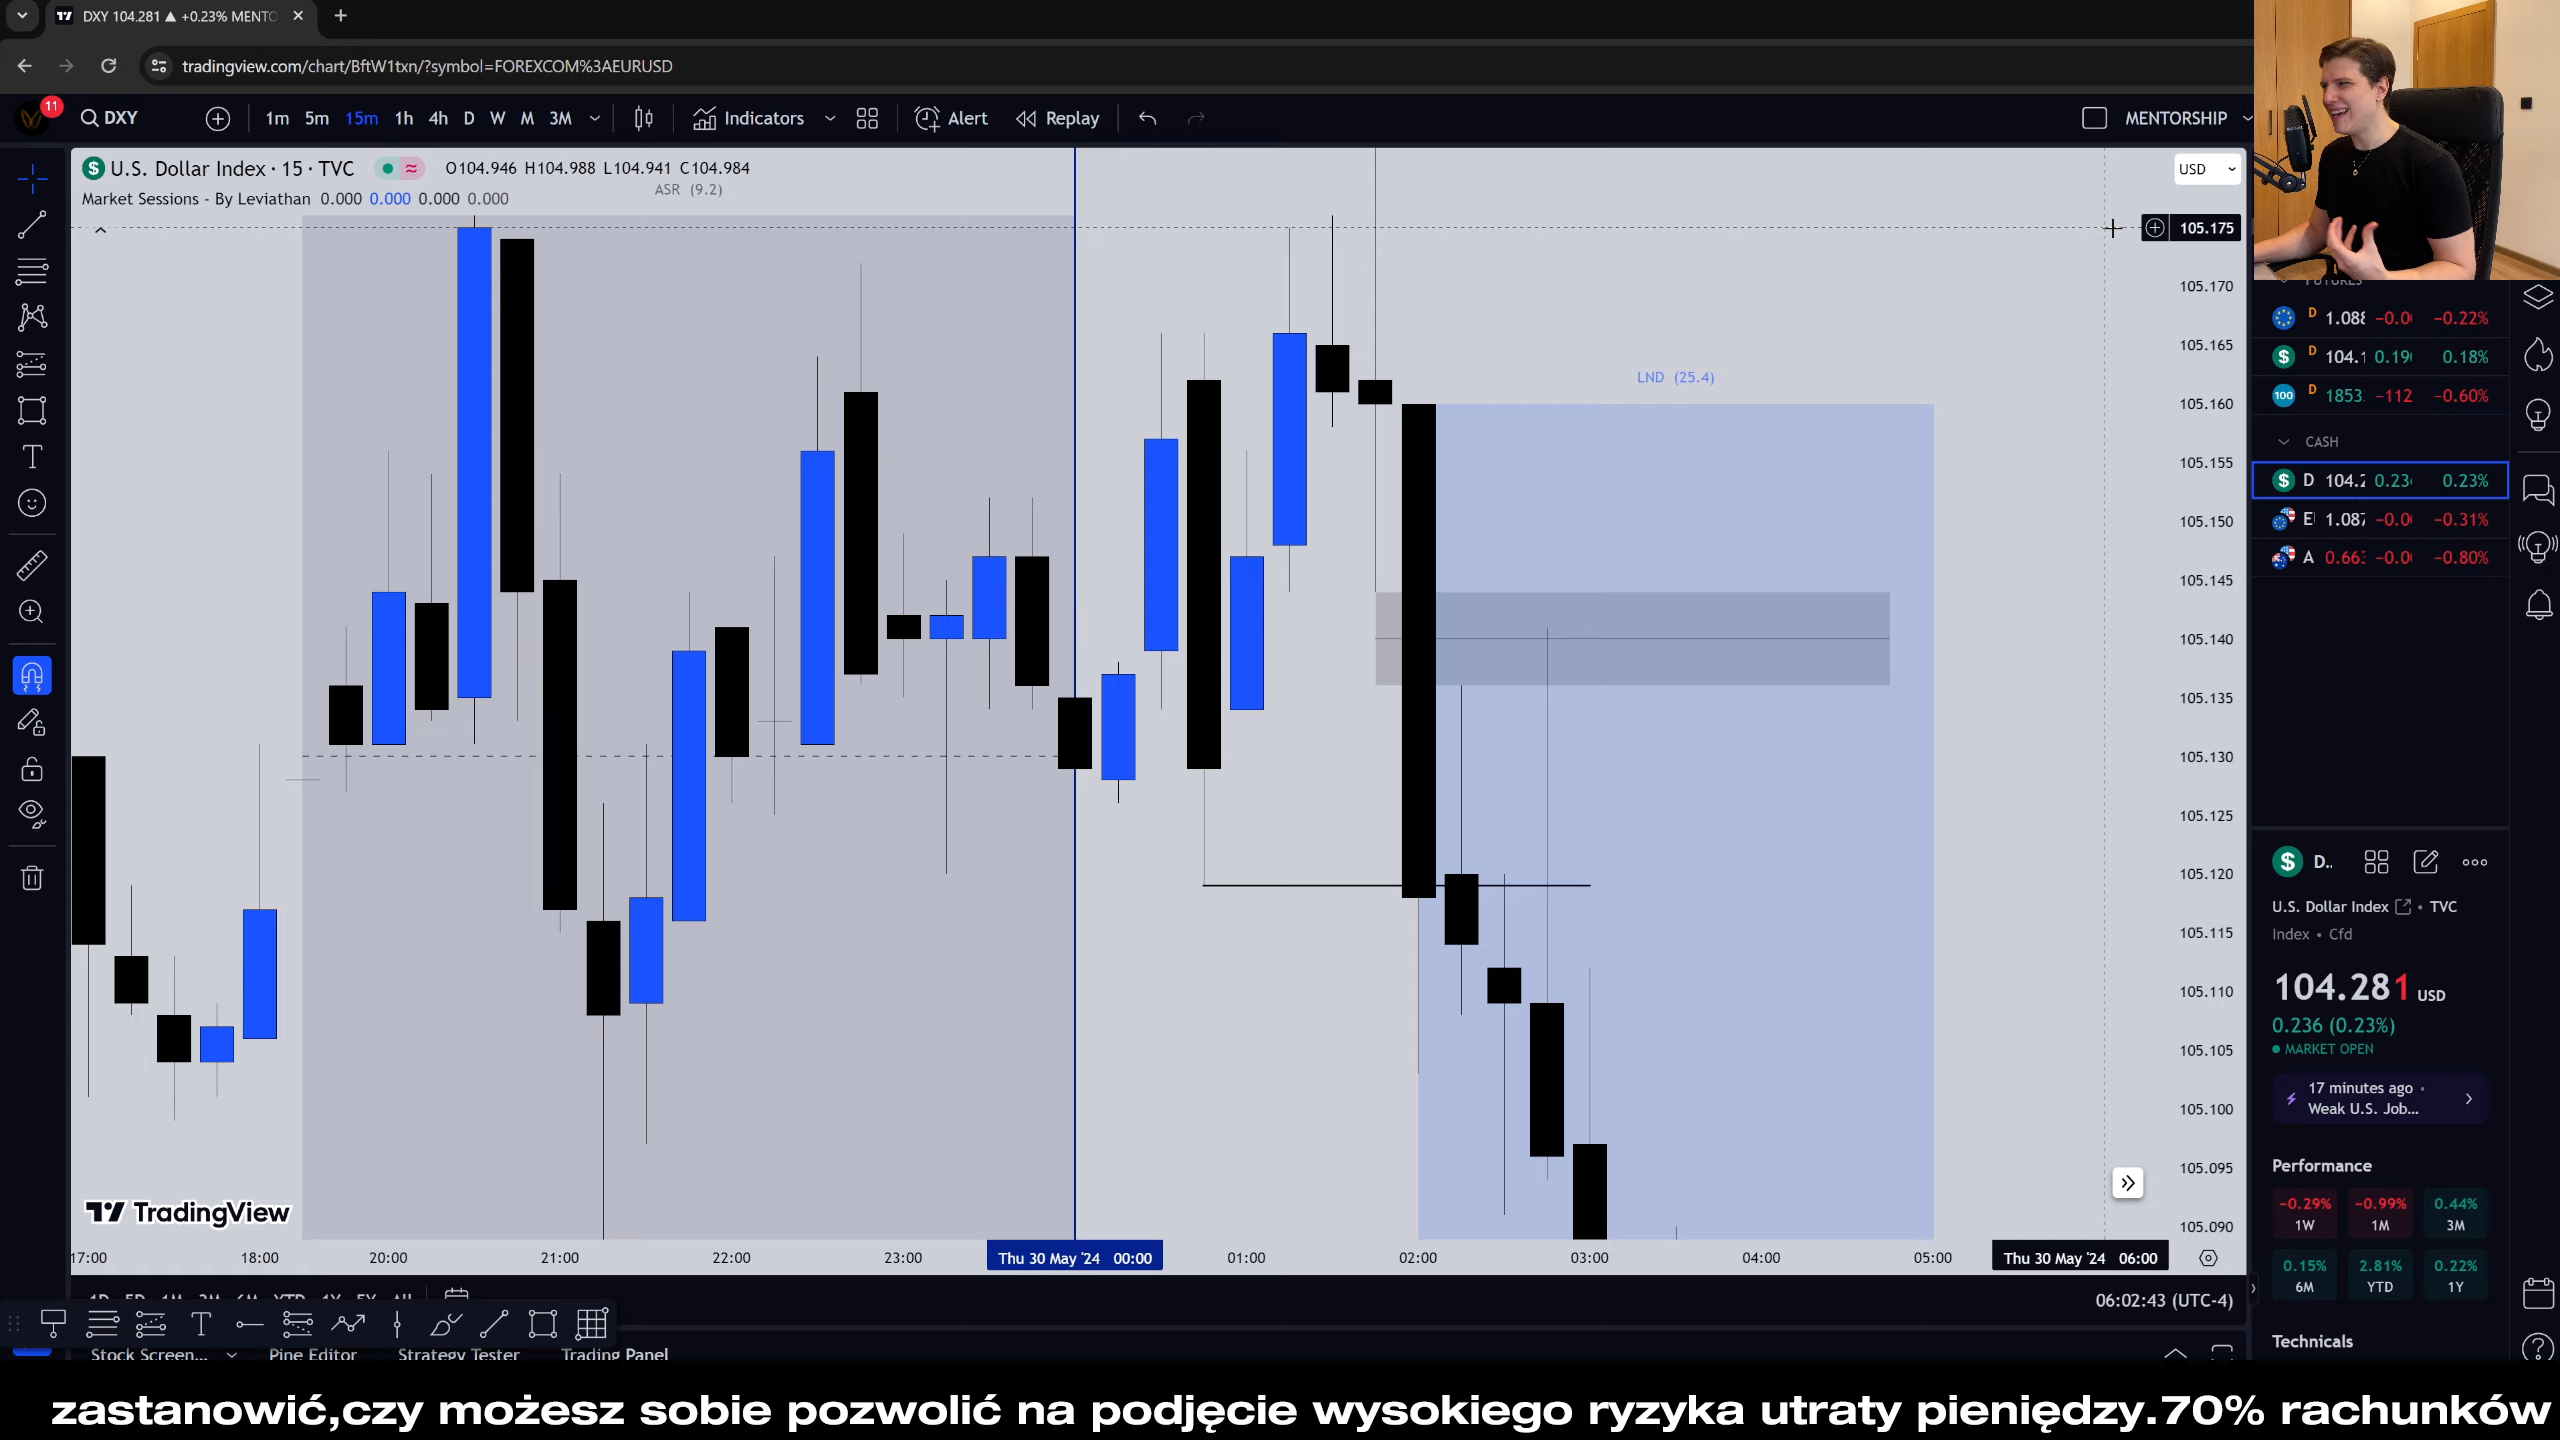 DXY 104.281 ▲ +0.23% MENTO
tradingview.com/chart/BftW1txn/?symbol=FOREXCOM%3AEURUSD
11
DXY 1m 5m 15m 1h 4h D W M 3M Indicators Alert Replay MENTORSHIP
U.S. Dollar Index · 15 · TVC O104.946 H104.988 L104.941 C104.984
ASR (9.2)
Market Sessions - By Leviathan 0.000 0.000 0.000 0.000
USD
105.175
105.170
105.165
LND (25.4)
105.160
105.155
105.150
105.145
105.140
105.135
105.130
105.125
105.120
105.115
105.110
105.105
105.100
105.095
105.090
TradingView
17:00 18:00 20:00 21:00 22:00 23:00 Thu 30 May '24 00:00 01:00 02:00 03:00 04:00 05:00 Thu 30 May '24 06:00
06:02:43 (UTC-4)
Stock Screen... Pine Editor Strategy Tester Trading Panel
FUTURES
D 1.088 −0.0 −0.22%
D 104.1 0.19 0.18%
100 D 1853 −112 −0.60%
CASH
D 104.2 0.23 0.23%
E 1.087 −0.0 −0.31%
A 0.663 −0.0 −0.80%
D..
U.S. Dollar Index • TVC
Index • Cfd
104.281 USD
0.236 (0.23%)
MARKET OPEN
17 minutes ago •
Weak U.S. Job...
Performance
−0.29% −0.99% 0.44%
1W 1M 3M
0.15% 2.81% 0.22%
6M YTD 1Y
Technicals
zastanowić,czy możesz sobie pozwolić na podjęcie wysokiego ryzyka utraty pieniędzy.70% rachunków